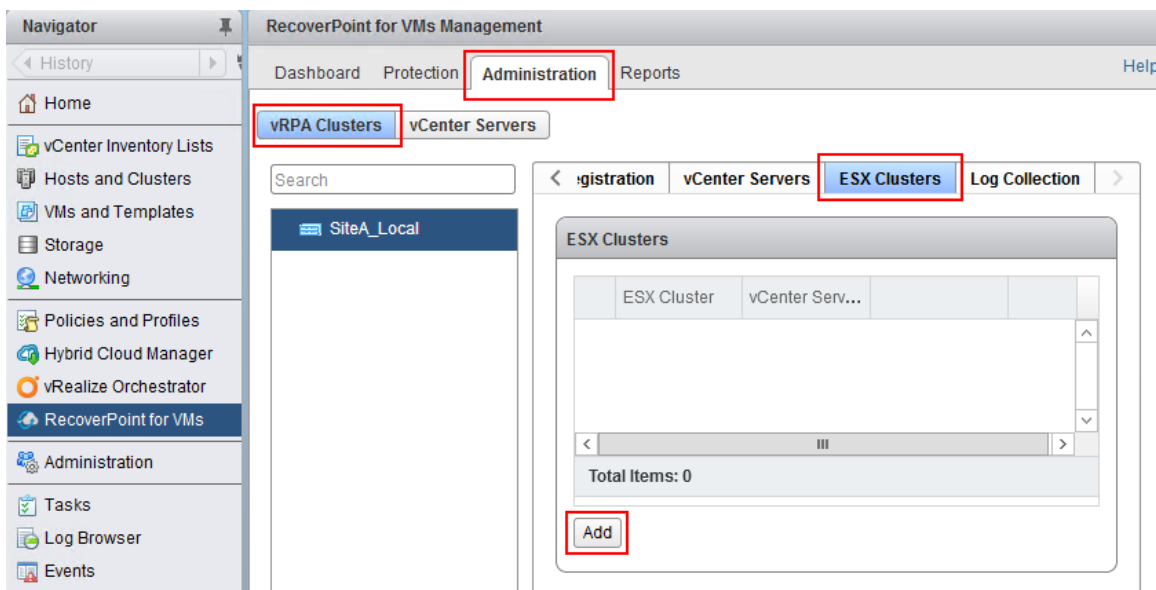 Navigator
RecoverPoint for VMs Management
History
Dashboard Protection Administration Reports Help
Home
vRPA Clusters vCenter Servers
vCenter Inventory Lists
Hosts and Clusters
Search
egistration vCenter Servers ESX Clusters Log Collection
VMs and Templates
SiteA_Local
Storage
ESX Clusters
Networking
ESX Cluster vCenter Serv...
Policies and Profiles
Hybrid Cloud Manager
vRealize Orchestrator
RecoverPoint for VMs
Administration
Total Items: 0
Tasks
Add
Log Browser
Events